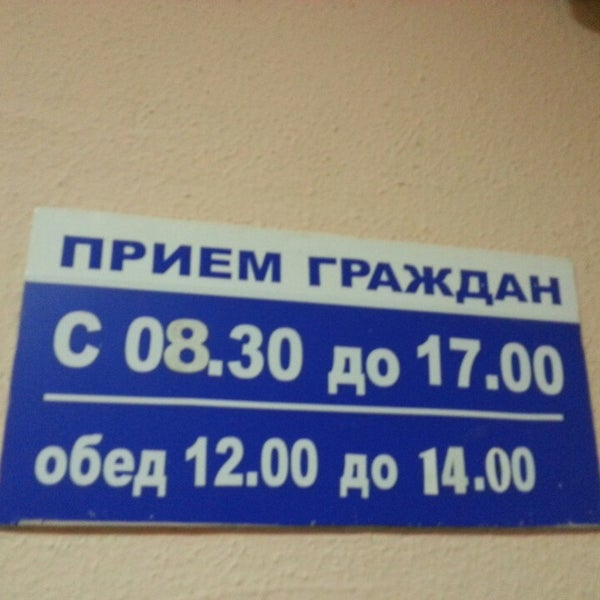 ПРИЕМ ГРАЖДАН
С 08.30 до 17.00
обед 12.00 до 14.00